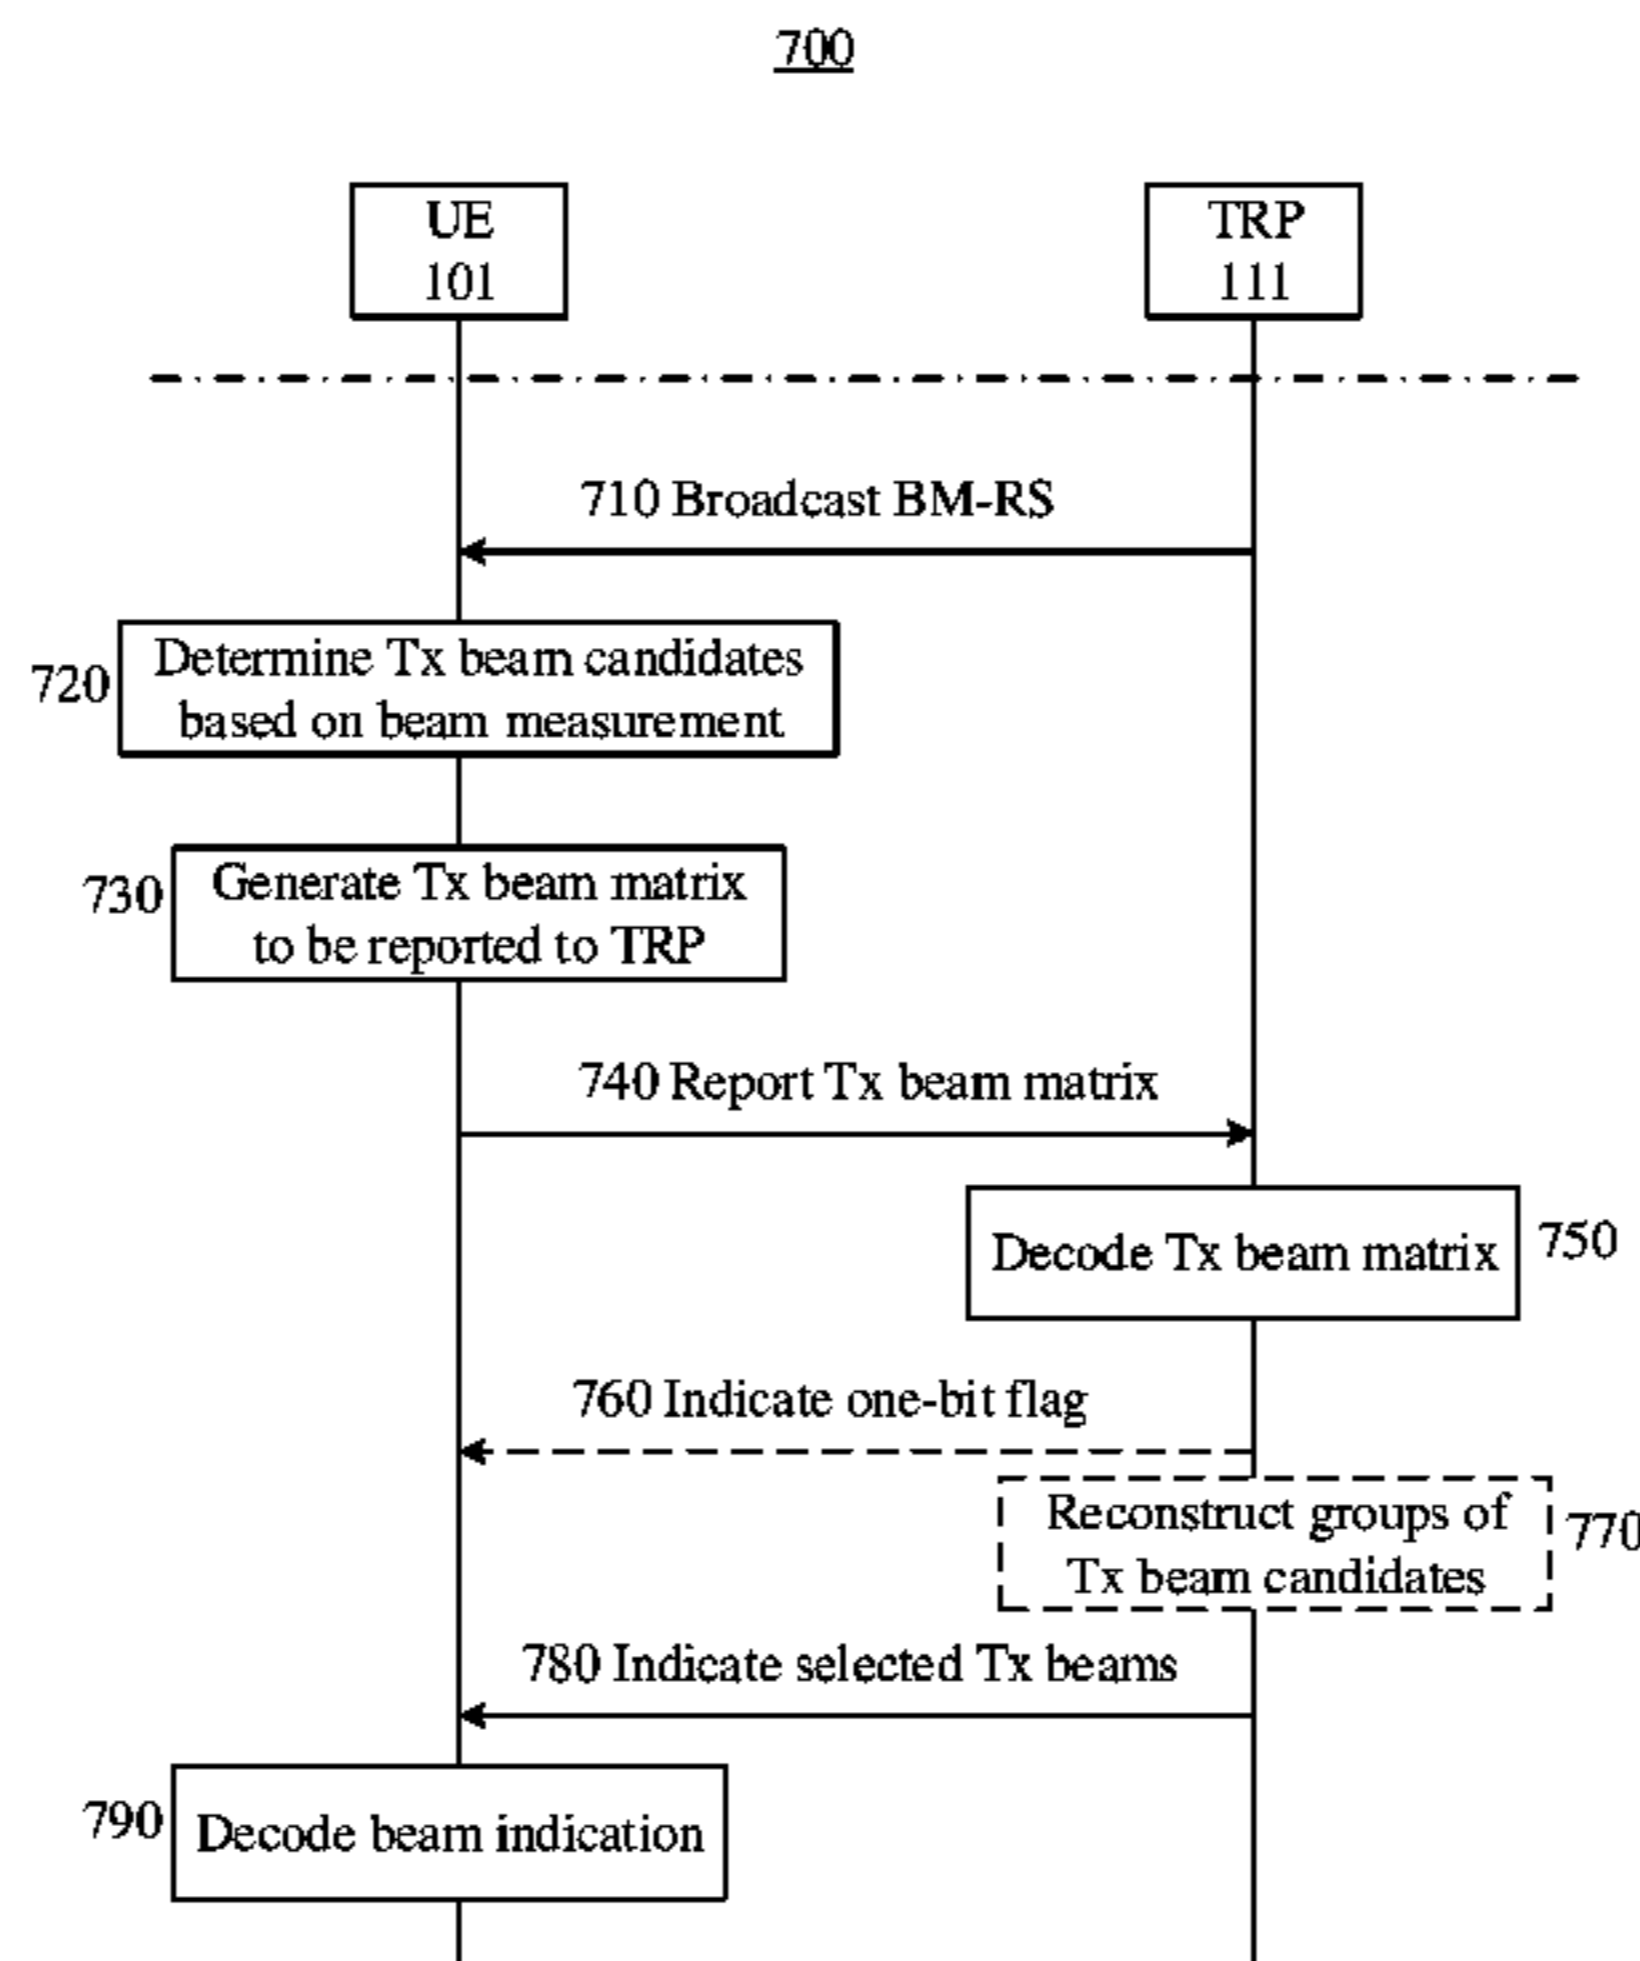 700
UE
101
TRP
111
710 Broadcast BM-RS
720
Determine Tx beam candidates
based on beam measurement
730
Generate Tx beam matrix
to be reported to TRP
740 Report Tx beam matrix
Decode Tx beam matrix
750
760 Indicate one-bit flag
Reconstruct groups of
Tx beam candidates
770
780 Indicate selected Tx beams
790
Decode beam indication